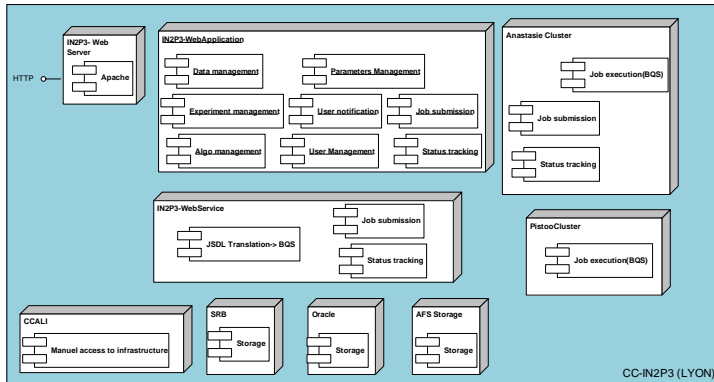 IN2P3- Web
Server
Apache
HTTP
IN2P3-WebApplication
Data management
Parameters Management
Experiment management
User notification
Job submission
Algo management
User Management
Status tracking
Anastasie Cluster
Job execution(BQS)
Job submission
Status tracking
IN2P3-WebService
JSDL Translation-> BQS
Job submission
Status tracking
PistooCluster
Job execution(BQS)
CCALI
Manuel access to infrastructure
SRB
Storage
Oracle
Storage
AFS Storage
Storage
CC-IN2P3 (LYON)